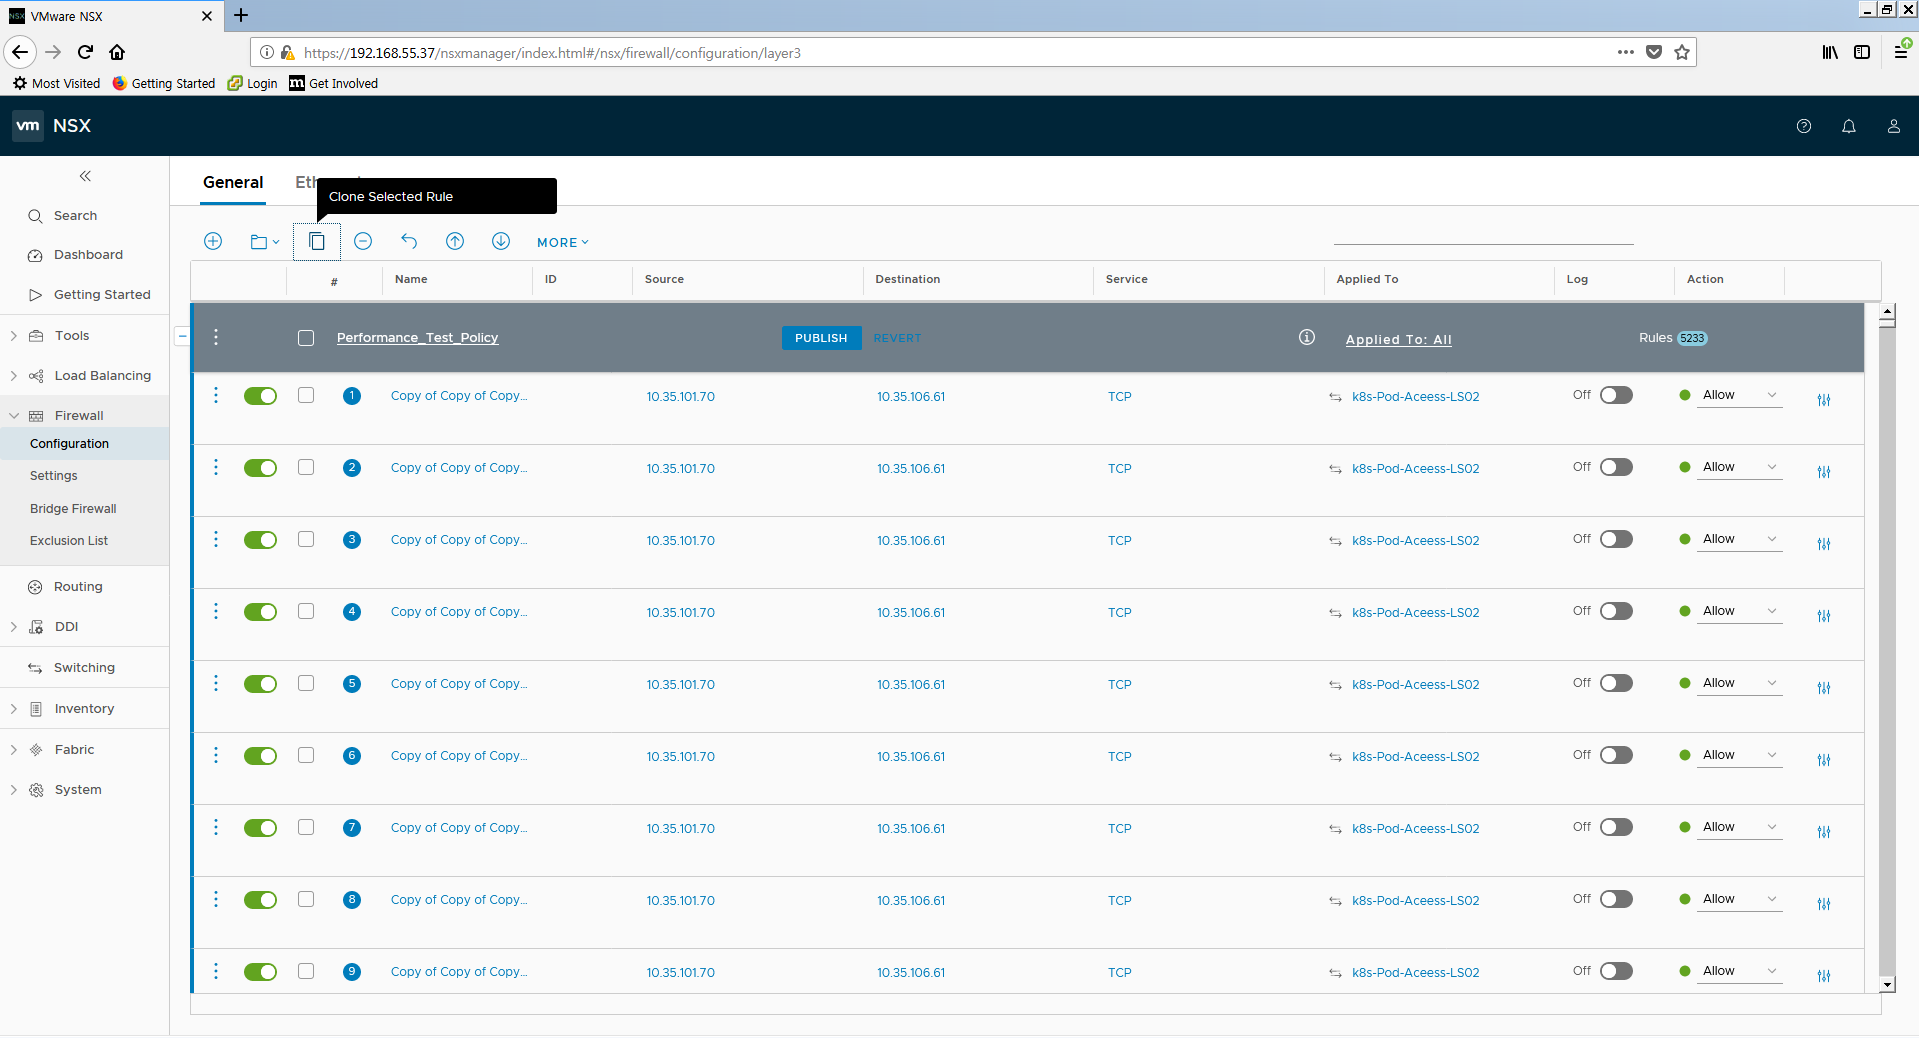 VMware NSX
https://192.168.55.37/nsxmanager/index.html#/nsx/firewall/configuration/layer3
Most Visited Getting Started Login Get Involved
vm NSX
General
Clone Selected Rule
MORE
Search
Dashboard
Getting Started
Tools
Load Balancing
Firewall
Configuration
Settings
Bridge Firewall
Exclusion List
Routing
DDI
Switching
Inventory
Fabric
System
# Name ID Source Destination Service Applied To Log Action
Performance_Test_Policy PUBLISH REVERT Applied To: All Rules 5233
1 Copy of Copy of Copy... 10.35.101.70 10.35.106.61 TCP k8s-Pod-Aceess-LS02 Off Allow
2 Copy of Copy of Copy... 10.35.101.70 10.35.106.61 TCP k8s-Pod-Aceess-LS02 Off Allow
3 Copy of Copy of Copy... 10.35.101.70 10.35.106.61 TCP k8s-Pod-Aceess-LS02 Off Allow
4 Copy of Copy of Copy... 10.35.101.70 10.35.106.61 TCP k8s-Pod-Aceess-LS02 Off Allow
5 Copy of Copy of Copy... 10.35.101.70 10.35.106.61 TCP k8s-Pod-Aceess-LS02 Off Allow
6 Copy of Copy of Copy... 10.35.101.70 10.35.106.61 TCP k8s-Pod-Aceess-LS02 Off Allow
7 Copy of Copy of Copy... 10.35.101.70 10.35.106.61 TCP k8s-Pod-Aceess-LS02 Off Allow
8 Copy of Copy of Copy... 10.35.101.70 10.35.106.61 TCP k8s-Pod-Aceess-LS02 Off Allow
9 Copy of Copy of Copy... 10.35.101.70 10.35.106.61 TCP k8s-Pod-Aceess-LS02 Off Allow